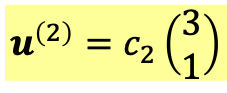 u⁽²⁾ = c₂ (3 1)